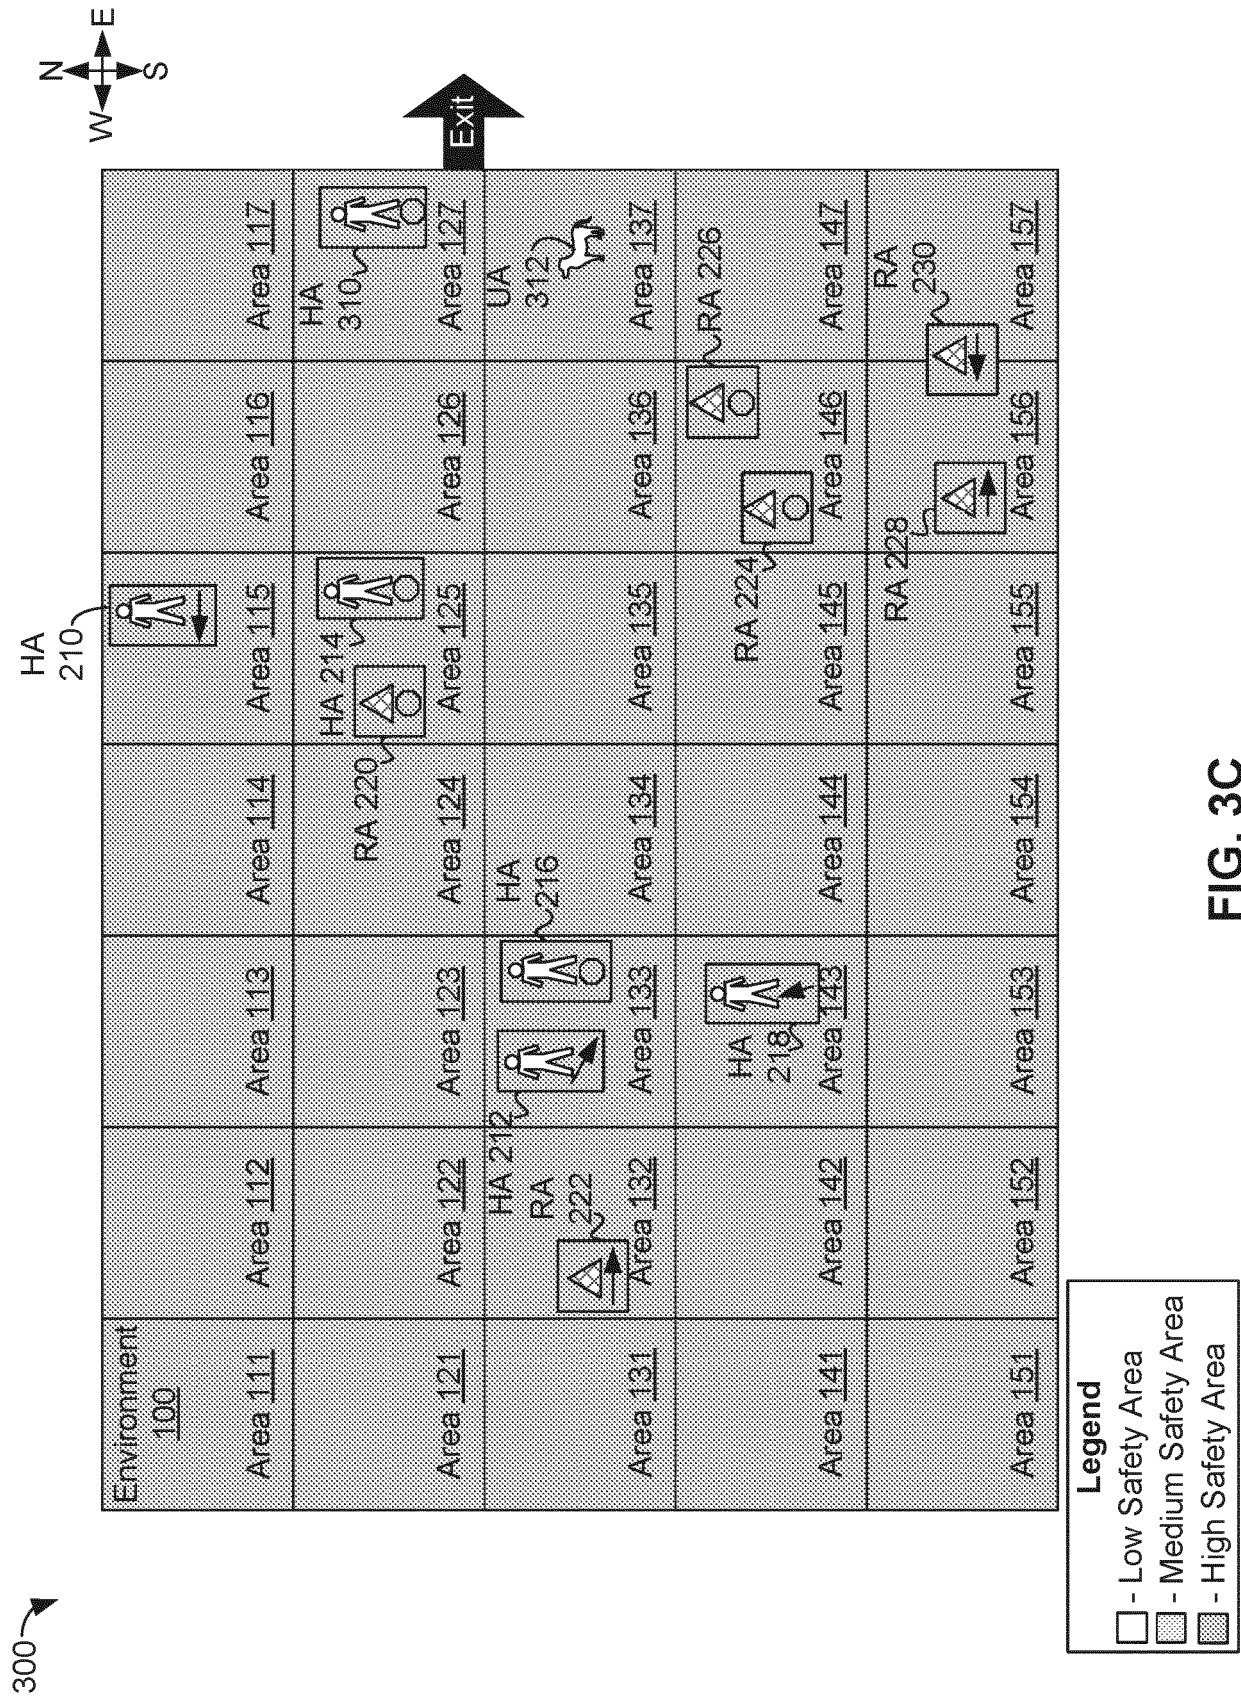 300
HA
210
N
W
E
S
Environment
100
Area 111
Area 112
Area 113
Area 114
Area 115
Area 116
Area 117
HA
310
HA 214
RA 220
Area 121
Area 122
Area 123
Area 124
Area 125
Area 126
Area 127
Exit
HA 212
HA
216
UA
312
RA
222
Area 131
Area 132
Area 133
Area 134
Area 135
Area 136
Area 137
RA 226
HA
218
RA 224
Area 141
Area 142
Area 143
Area 144
Area 145
Area 146
Area 147
RA 228
RA
230
Area 151
Area 152
Area 153
Area 154
Area 155
Area 156
Area 157
Legend
- Low Safety Area
- Medium Safety Area
- High Safety Area
FIG. 3C